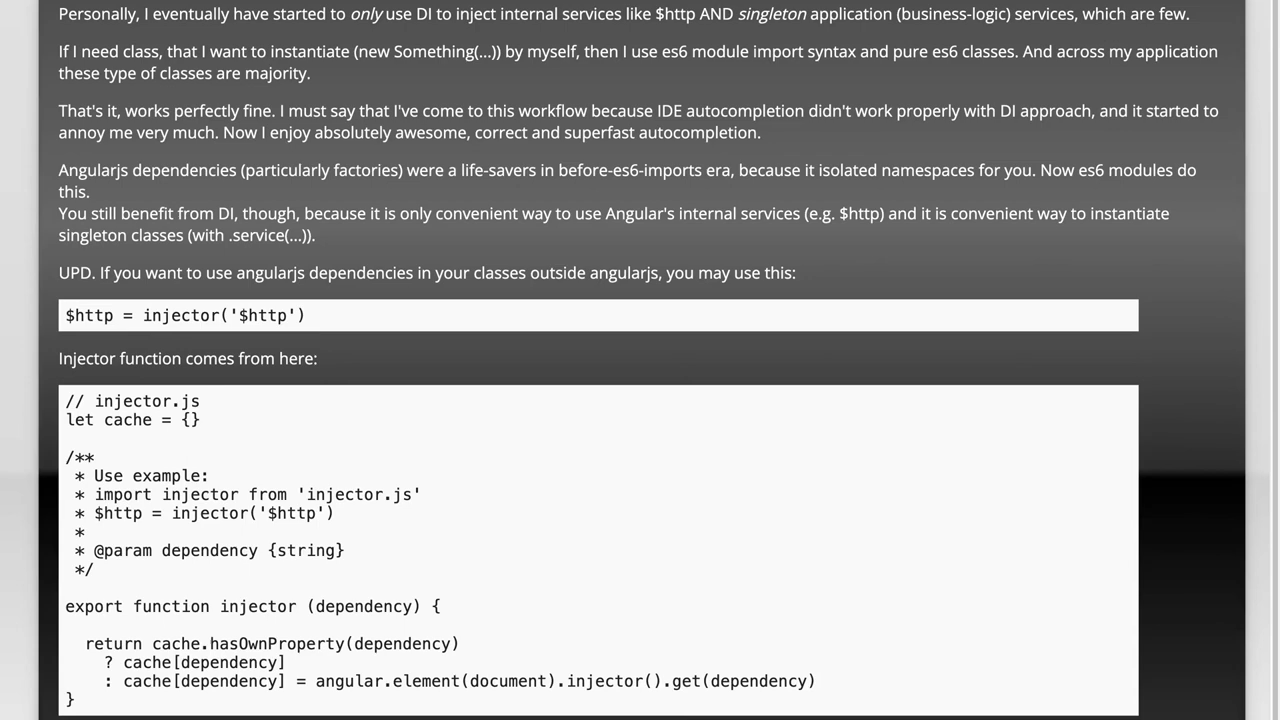 Personally, I eventually have started to only use DI to inject internal services like $http AND singleton application (business-logic) services, which are few.
If I need class, that I want to instantiate (new Something(...)) by myself, then I use es6 module import syntax and pure es6 classes. And across my application
these type of classes are majority.
That's it, works perfectly fine. I must say that I've come to this workflow because IDE autocompletion didn't work properly with DI approach, and it started to
annoy me very much. Now I enjoy absolutely awesome, correct and superfast autocompletion.
Angularjs dependencies (particularly factories) were a life-savers in before-es6-imports era, because it isolated namespaces for you. Now es6 modules do
this.
You still benefit from DI, though, because it is only convenient way to use Angular's internal services (e.g. $http) and it is convenient way to instantiate
singleton classes (with .service(...)).
UPD. If you want to use angularjs dependencies in your classes outside angularjs, you may use this:
$http = injector('$http')
Injector function comes from here:
// injector.js
let cache = {}
/**
 * Use example:
 * import injector from 'injector.js'
 * $http = injector('$http')
 *
 * @param dependency {string}
 */
export function injector (dependency) {
  return cache.hasOwnProperty(dependency)
    ? cache[dependency]
    : cache[dependency] = angular.element(document).injector().get(dependency)
}